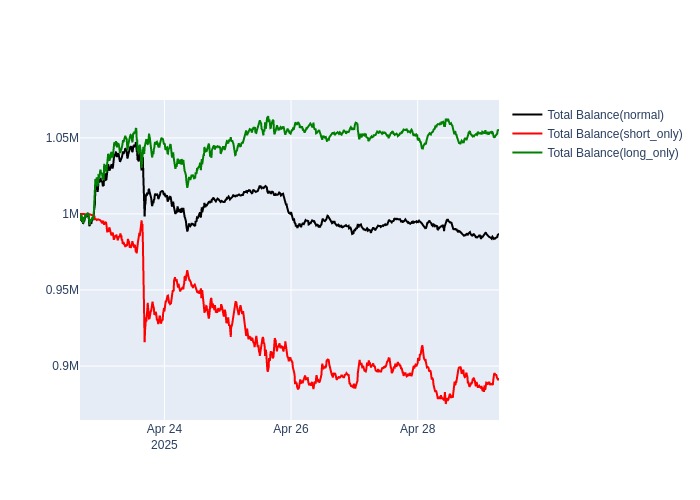 Total Balance(normal)
Total Balance(short_only)
Total Balance(long_only)
1.05M
1M
0.95M
0.9M
Apr 24
2025
Apr 26
Apr 28